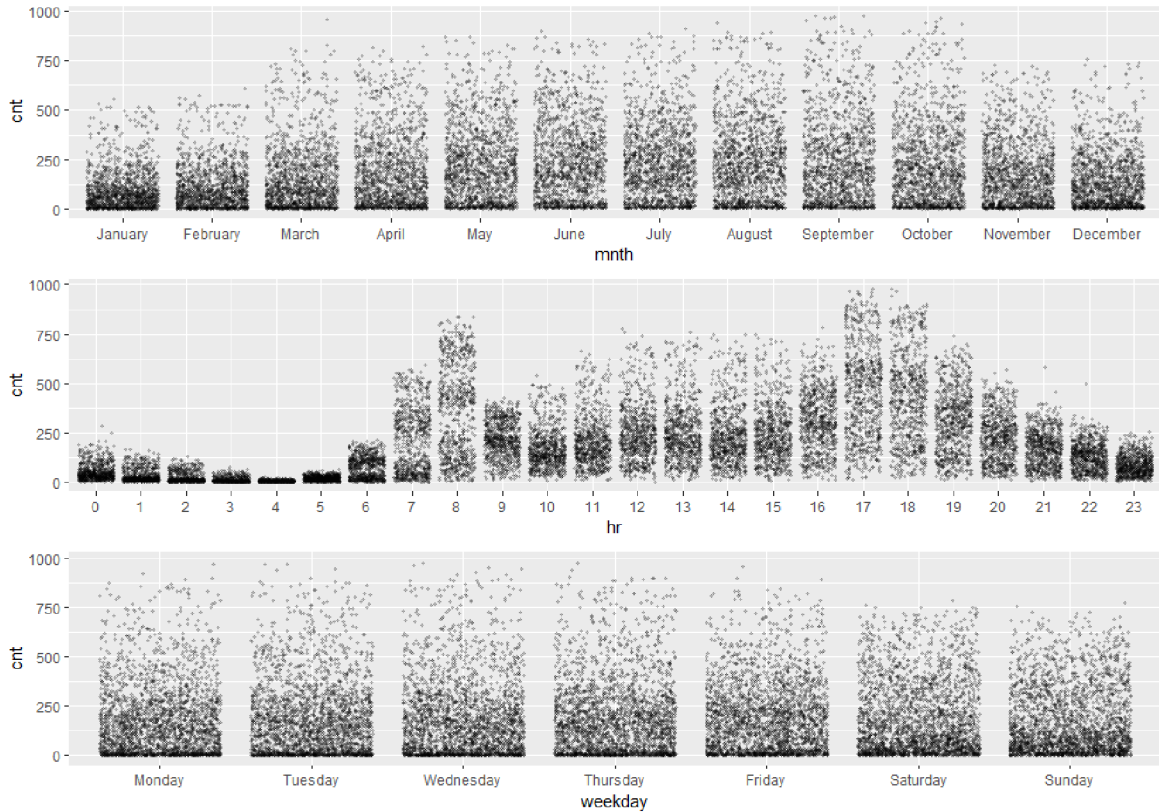 1000
750
500
250
0
cnt
January February March April May June July August September October November December
mnth
1000
750
500
250
0
cnt
0 1 2 3 4 5 6 7 8 9 10 11 12 13 14 15 16 17 18 19 20 21 22 23
hr
1000
750
500
250
0
cnt
Monday Tuesday Wednesday Thursday Friday Saturday Sunday
weekday